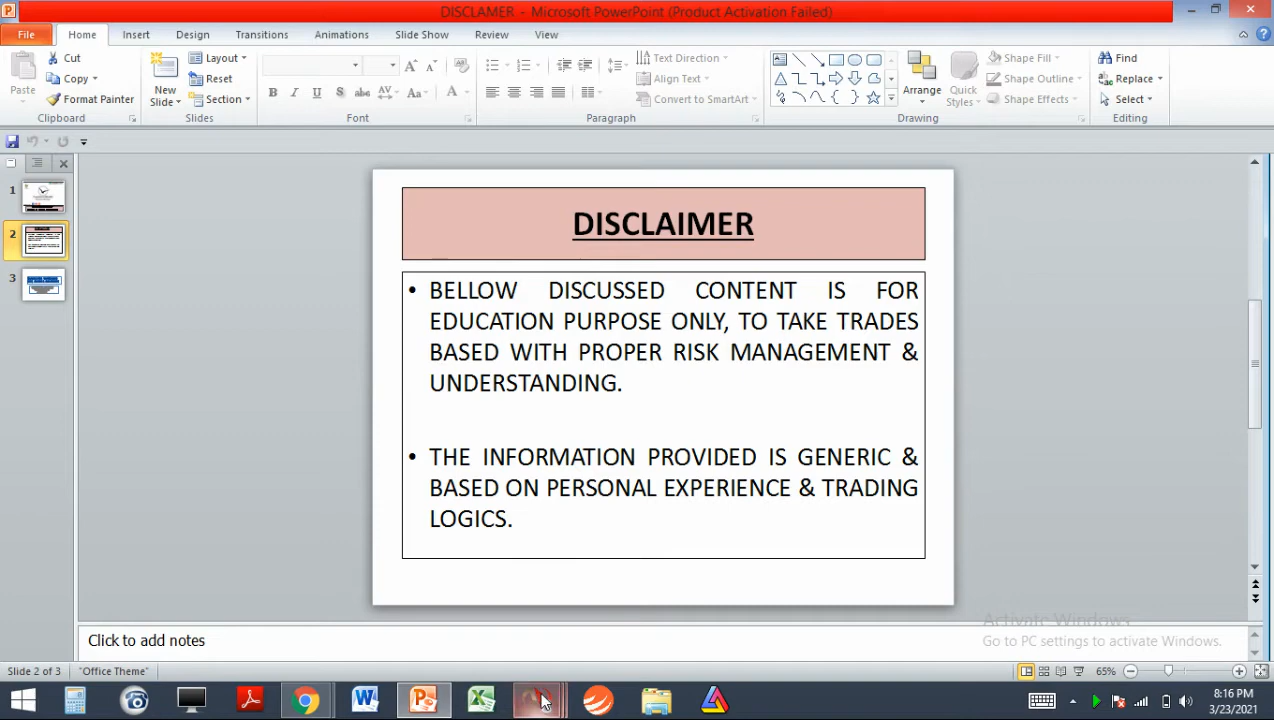 DISCLAMER - Microsoft PowerPoint (Product Activation Failed)
File Home Insert Design Transitions Animations Slide Show Review View
Paste
Cut
Copy
Format Painter
Clipboard
New Slide
Layout
Reset
Section
Slides
Font
Text Direction
Align Text
Convert to SmartArt
Paragraph
Arrange
Quick Styles
Shape Fill
Shape Outline
Shape Effects
Drawing
Find
Replace
Select
Editing
1
2
3
DISCLAIMER
• BELLOW DISCUSSED CONTENT IS FOR
EDUCATION PURPOSE ONLY, TO TAKE TRADES
BASED WITH PROPER RISK MANAGEMENT &
UNDERSTANDING.
• THE INFORMATION PROVIDED IS GENERIC &
BASED ON PERSONAL EXPERIENCE & TRADING
LOGICS.
Activate Windows
Go to PC settings to activate Windows.
Click to add notes
Slide 2 of 3 "Office Theme" 65%
8:16 PM
3/23/2021